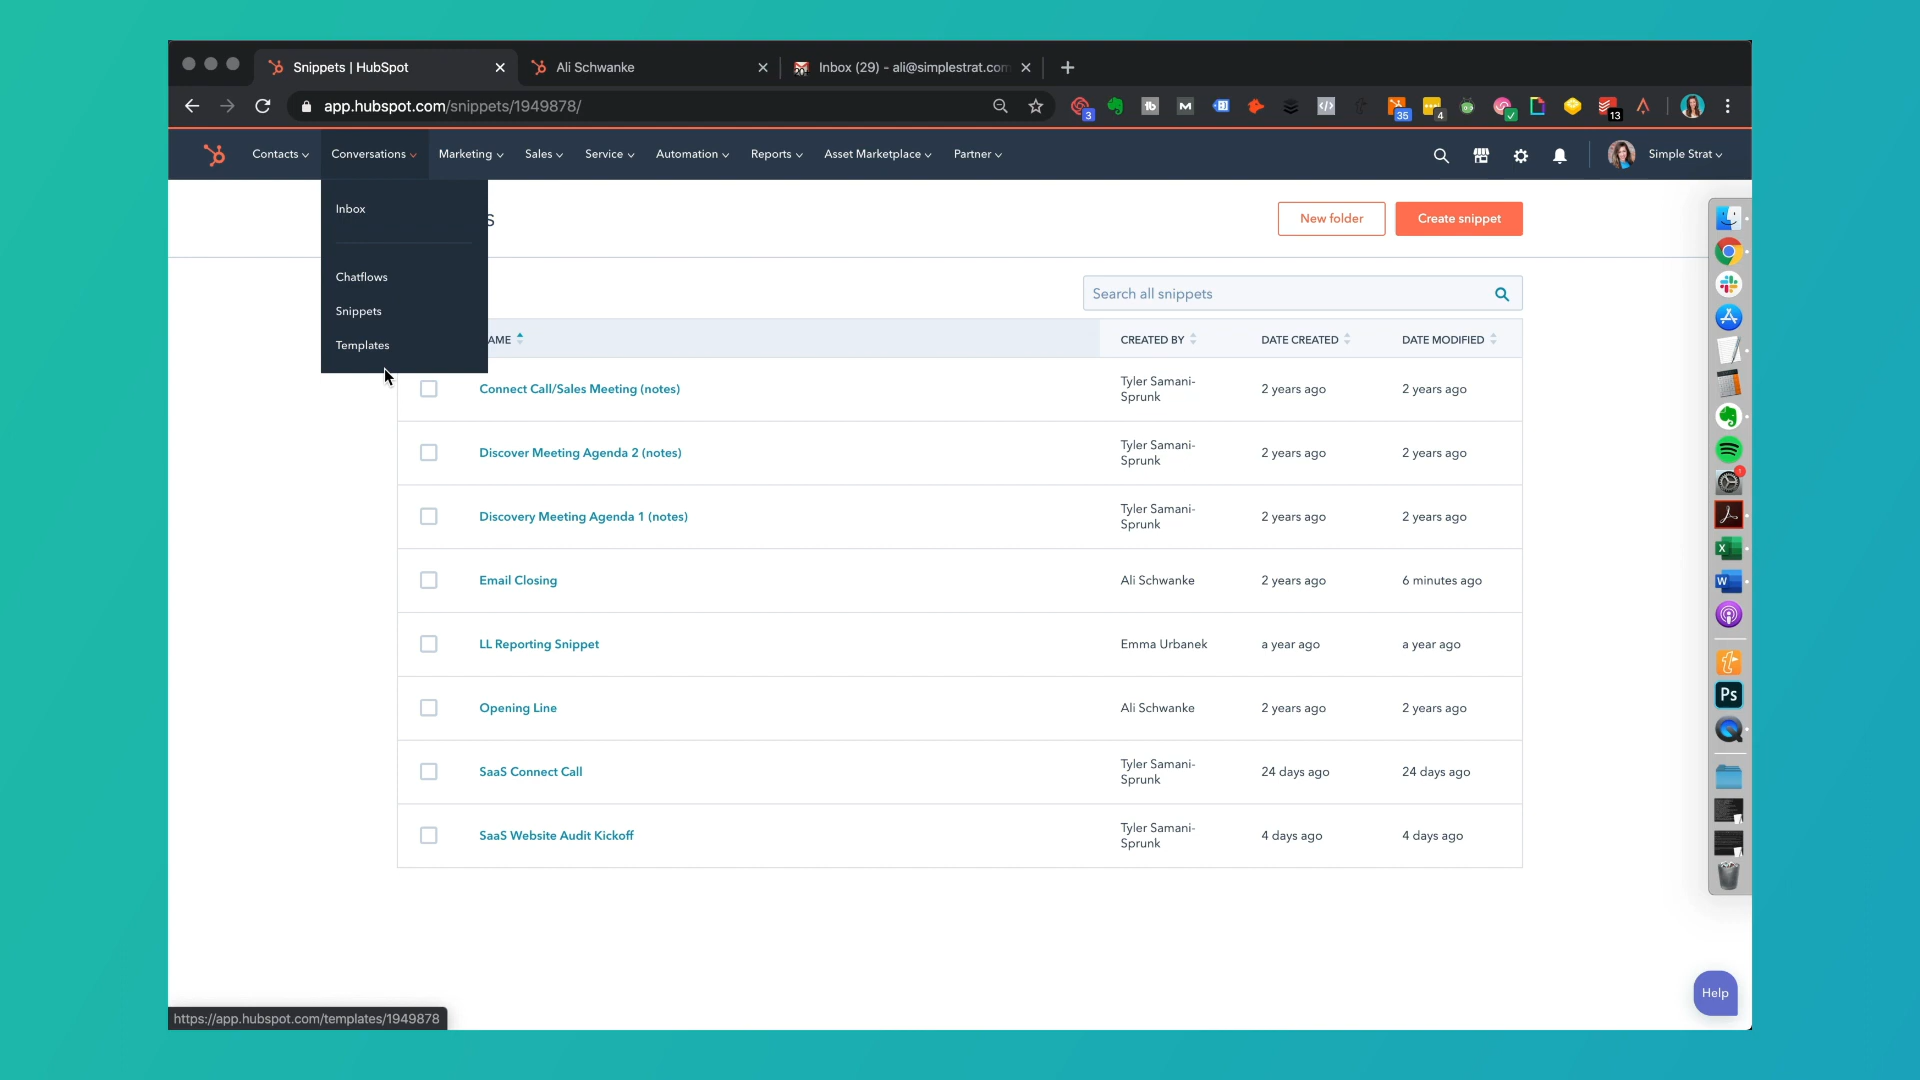 Snippets | HubSpot
Ali Schwanke
Inbox (29) - ali@simplestrat.com
app.hubspot.com/snippets/1949878/
3
35
4
13
Contacts
Conversations
Marketing
Sales
Service
Automation
Reports
Asset Marketplace
Partner
Simple Strat
Inbox
Chatflows
Snippets
Templates
s
New folder
Create snippet
Search all snippets
AME
CREATED BY
DATE CREATED
DATE MODIFIED
Connect Call/Sales Meeting (notes)
Tyler Samani-
Sprunk
2 years ago
2 years ago
Discover Meeting Agenda 2 (notes)
Tyler Samani-
Sprunk
2 years ago
2 years ago
Discovery Meeting Agenda 1 (notes)
Tyler Samani-
Sprunk
2 years ago
2 years ago
Email Closing
Ali Schwanke
2 years ago
6 minutes ago
LL Reporting Snippet
Emma Urbanek
a year ago
a year ago
Opening Line
Ali Schwanke
2 years ago
2 years ago
SaaS Connect Call
Tyler Samani-
Sprunk
24 days ago
24 days ago
SaaS Website Audit Kickoff
Tyler Samani-
Sprunk
4 days ago
4 days ago
Ps
Help
https://app.hubspot.com/templates/1949878